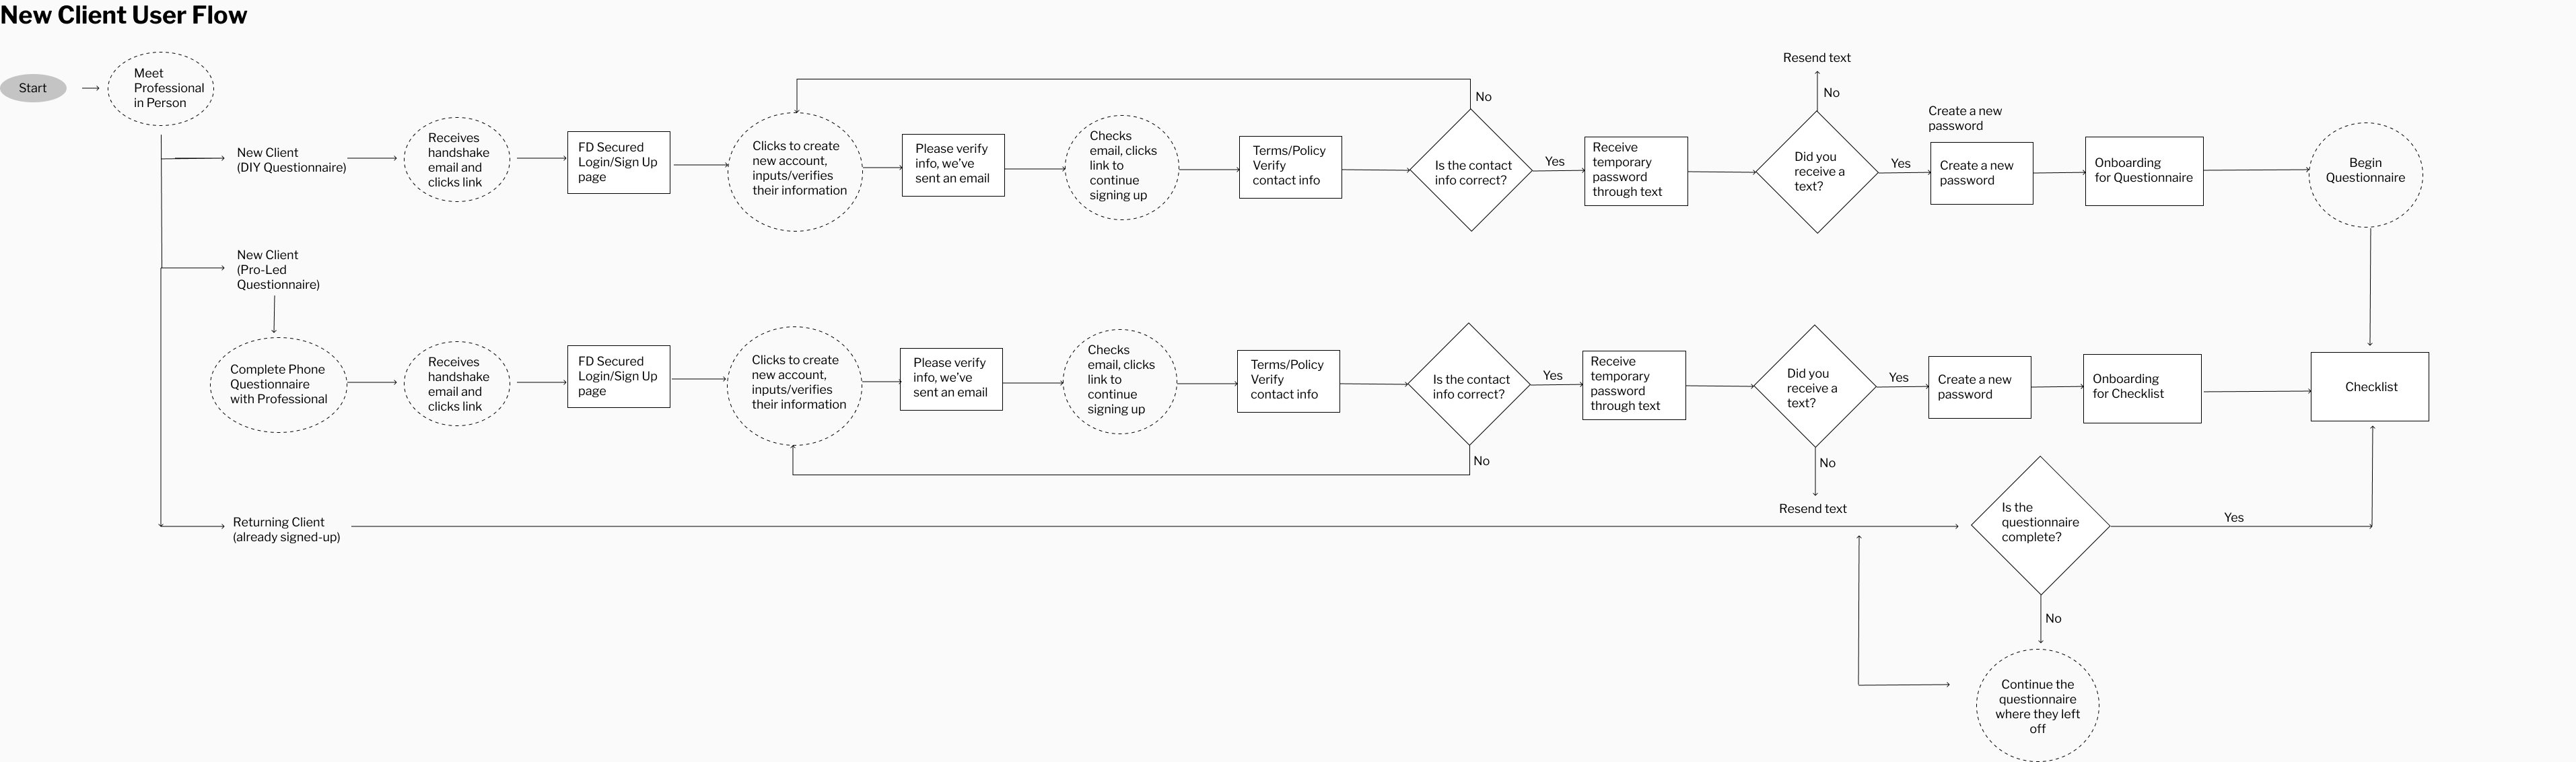 New Client User Flow
Start
Meet
Professional
in Person
New Client
(DIY Questionnaire)
Receives
handshake
email and
clicks link
FD Secured
Login/Sign Up
page
Clicks to create
new account,
inputs/verifies
their information
Please verify
info, we've
sent an email
Checks
email, clicks
link to
continue
signing up
Terms/Policy
Verify
contact info
Is the contact
info correct?
No
Yes
Receive
temporary
password
through text
Did you
receive a
text?
No
Resend text
Yes
Create a new
password
Create a new
password
Onboarding
for Questionnaire
Begin
Questionnaire
New Client
(Pro-Led
Questionnaire)
Complete Phone
Questionnaire
with Professional
Receives
handshake
email and
clicks link
FD Secured
Login/Sign Up
page
Clicks to create
new account,
inputs/verifies
their information
Please verify
info, we've
sent an email
Checks
email, clicks
link to
continue
signing up
Terms/Policy
Verify
contact info
Is the contact
info correct?
No
Yes
Receive
temporary
password
through text
Did you
receive a
text?
No
Resend text
Yes
Create a new
password
Onboarding
for Checklist
Checklist
Returning Client
(already signed-up)
Is the
questionnaire
complete?
Yes
No
Continue the
questionnaire
where they left
off